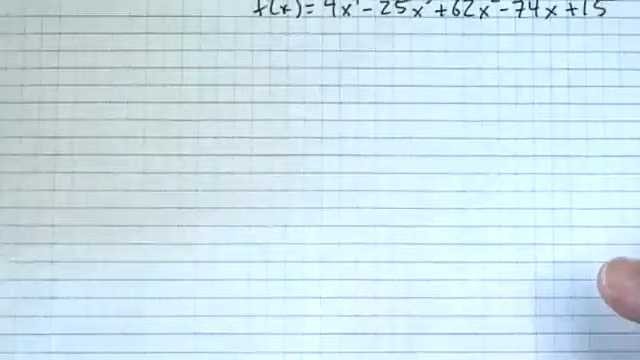 f(x) = 4x⁴ - 25x³ + 62x² - 74x + 15